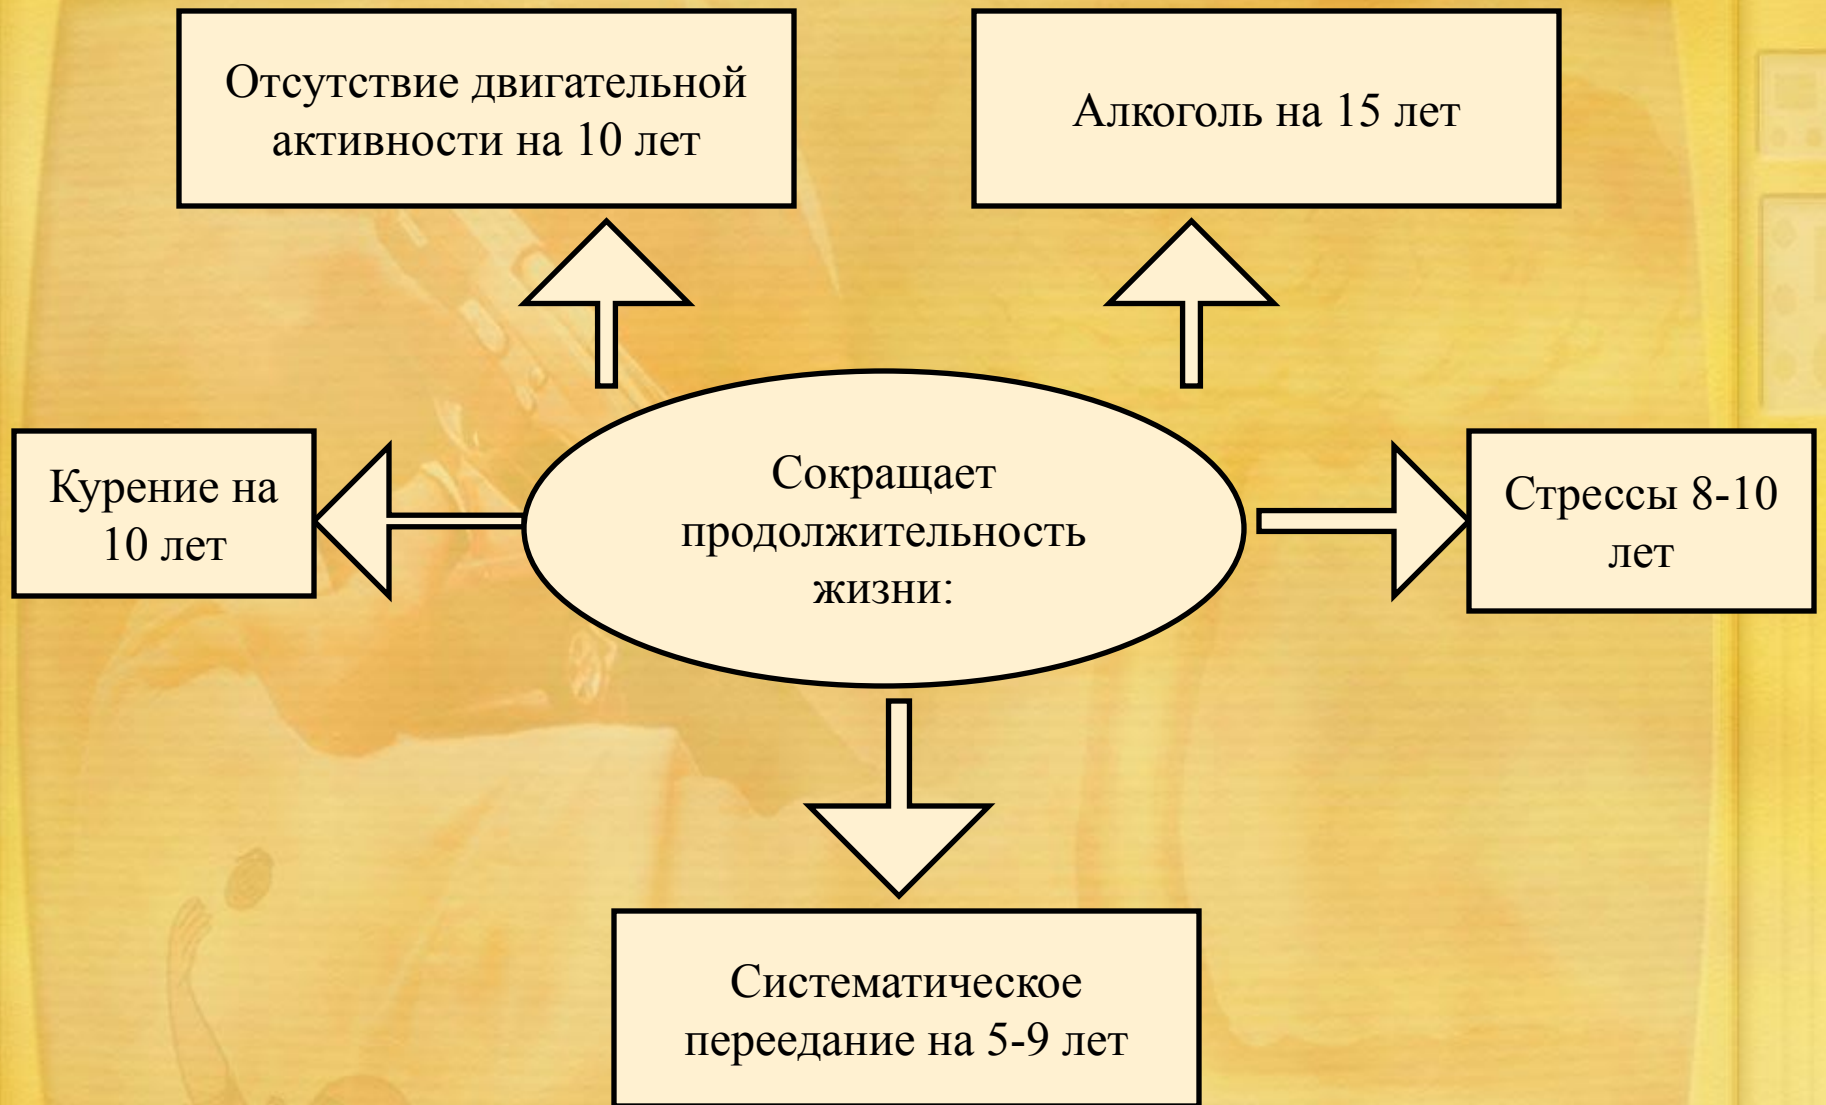 Отсутствие двигательной
активности на 10 лет
Алкоголь на 15 лет
Курение на
10 лет
Сокращает
продолжительность
жизни:
Стрессы 8-10
лет
Систематическое
переедание на 5-9 лет